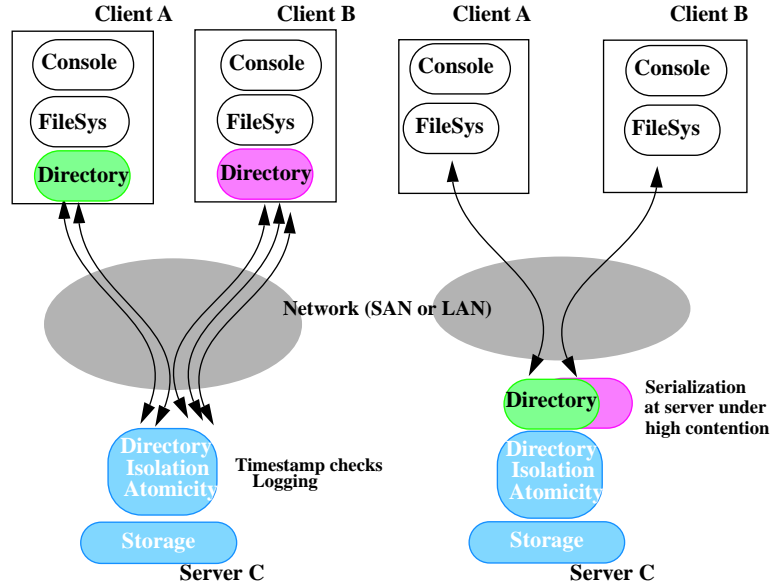 Client A
Client B
Console
FileSys
Directory
Console
FileSys
Directory
Client A
Client B
Console
FileSys
Console
FileSys
Network (SAN or LAN)
Directory
Isolation
Atomicity
Timestamp checks
Logging
Storage
Server C
Directory
Serialization
at server under
high contention
Directory
Isolation
Atomicity
Storage
Server C